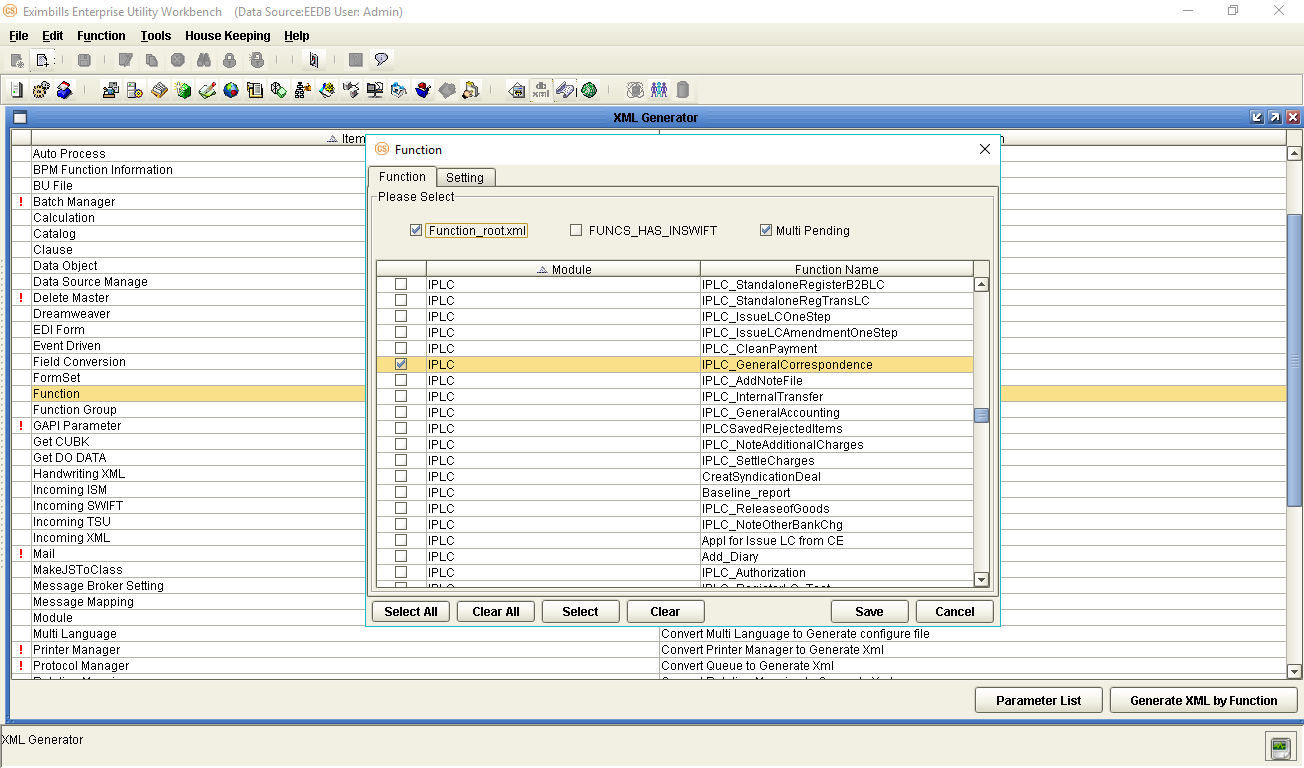 Eximbills Enterprise Utility Workbench (Data Source:EEDB User: Admin)
File Edit Function Tools House Keeping Help
XML Generator
Item
Auto Process
BPM Function Information
BU File
! Batch Manager
Calculation
Catalog
Clause
Data Object
Data Source Manage
! Delete Master
Dreamweaver
EDI Form
Event Driven
Field Conversion
FormSet
Function
Function Group
! GAPI Parameter
Get CUBK
Get DO DATA
Handwriting XML
Incoming ISM
Incoming SWIFT
Incoming TSU
Incoming XML
! Mail
MakeJSToClass
Message Broker Setting
Message Mapping
Module
Multi Language Convert Multi Language to Generate configure file
! Printer Manager Convert Printer Manager to Generate Xml
! Protocol Manager Convert Queue to Generate Xml
Function
Function Setting
Please Select
Function_root.xml FUNCS_HAS_INSWIFT Multi Pending
Module Function Name
IPLC IPLC_StandaloneRegisterB2BLC
IPLC IPLC_StandaloneRegTransLC
IPLC IPLC_IssueLCOneStep
IPLC IPLC_IssueLCAmendmentOneStep
IPLC IPLC_CleanPayment
IPLC IPLC_GeneralCorrespondence
IPLC IPLC_AddNoteFile
IPLC IPLC_InternalTransfer
IPLC IPLC_GeneralAccounting
IPLC IPLCSavedRejectedItems
IPLC IPLC_NoteAdditionalCharges
IPLC IPLC_SettleCharges
IPLC CreatSyndicationDeal
IPLC Baseline_report
IPLC IPLC_ReleaseofGoods
IPLC IPLC_NoteOtherBankChg
IPLC Appl for Issue LC from CE
IPLC Add_Diary
IPLC IPLC_Authorization
Select All Clear All Select Clear Save Cancel
Parameter List Generate XML by Function
XML Generator